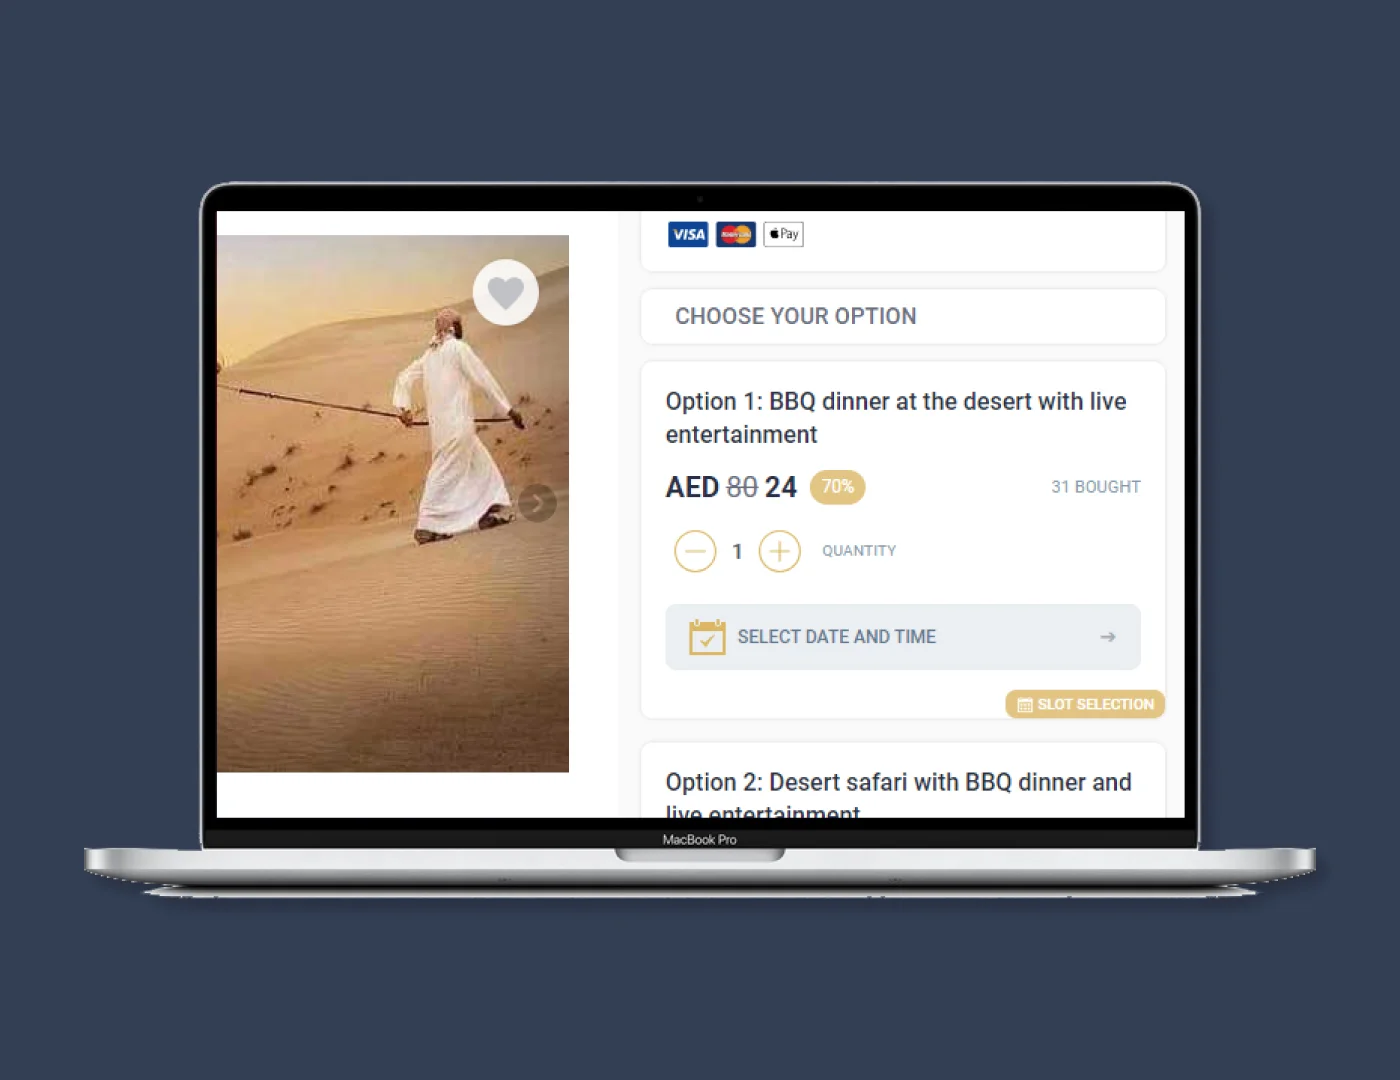 VISA MasterCard Pay
CHOOSE YOUR OPTION
Option 1: BBQ dinner at the desert with live
entertainment
AED 80 24 70% 31 BOUGHT
1 QUANTITY
SELECT DATE AND TIME
SLOT SELECTION
Option 2: Desert safari with BBQ dinner and
live entertainment
MacBook Pro